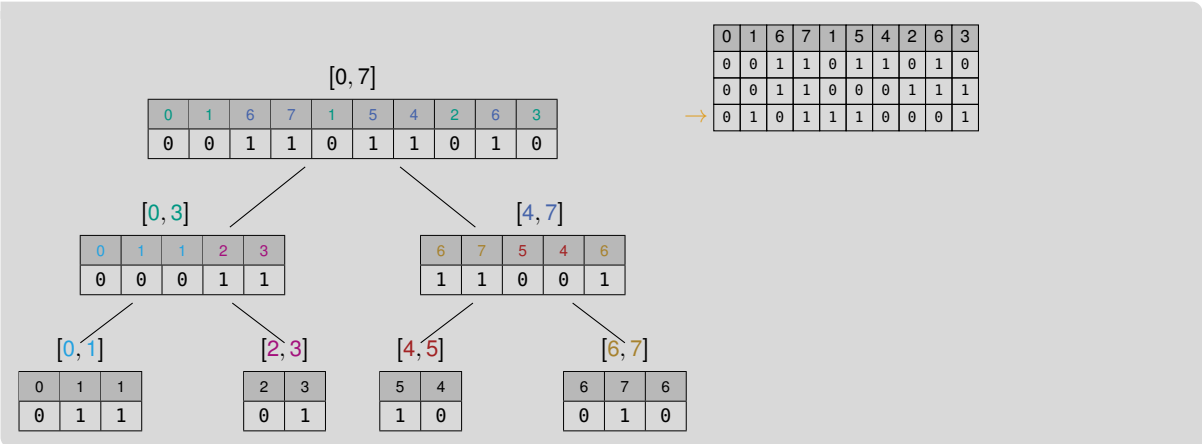 0 1 6 7 1 5 4 2 6 3
0 0 1 1 0 1 1 0 1 0
0 0 1 1 0 0 0 1 1 1
→ 0 1 0 1 1 1 0 0 0 1
[0, 7]
0 1 6 7 1 5 4 2 6 3
0 0 1 1 0 1 1 0 1 0
[0, 3] [4, 7]
0 1 1 2 3 6 7 5 4 6
0 0 0 1 1 1 1 0 0 1
[0, 1] [2, 3] [4, 5] [6, 7]
0 1 1 2 3 5 4 6 7 6
0 1 1 0 1 1 0 0 1 0